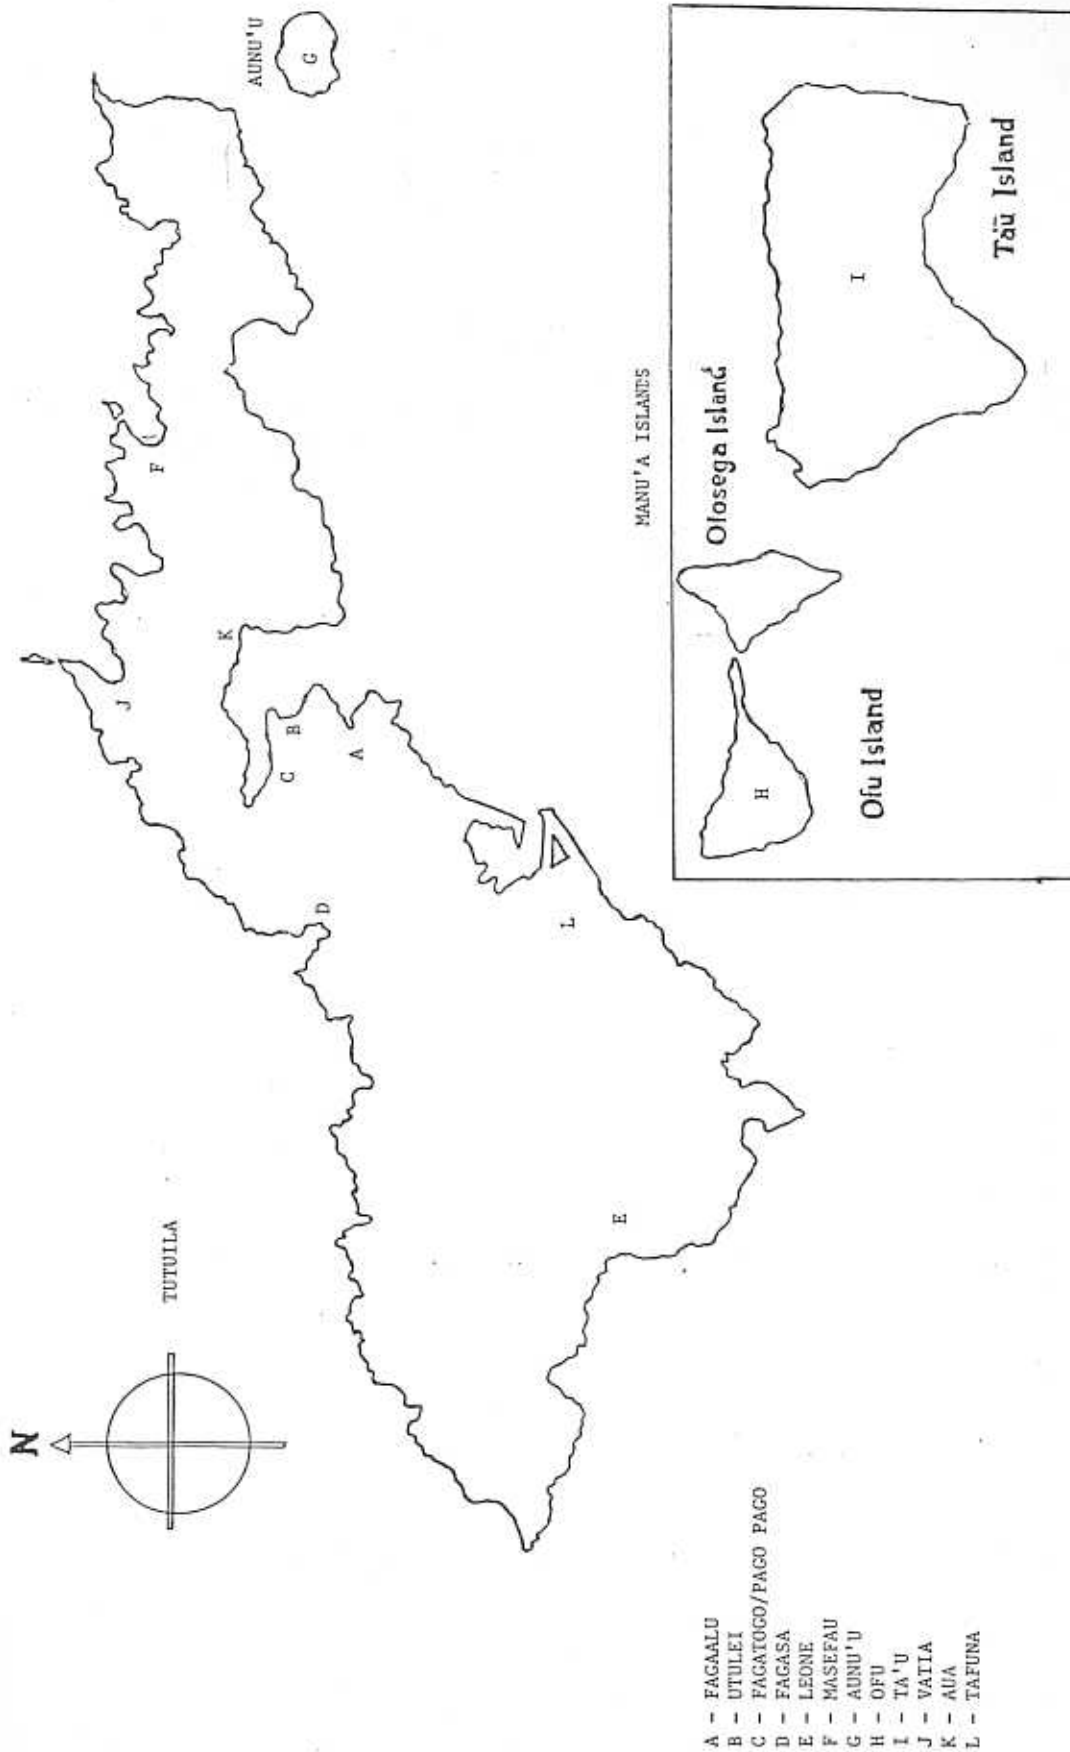 N
TUTUILA
AUNU'U
G
J
F
K
D
C
B
A
L
E
MANU'A ISLANDS
Olosega Island
Ofu Island
H
I
Ta'ū Island
A - FAGAALU
B - UTULEI
C - FAGATOGO/PAGO PAGO
D - FAGASA
E - LEONE
F - MASEFAU
G - AUNU'U
H - OFU
I - TA'U
J - VATIA
K - AUA
L - TAFUNA